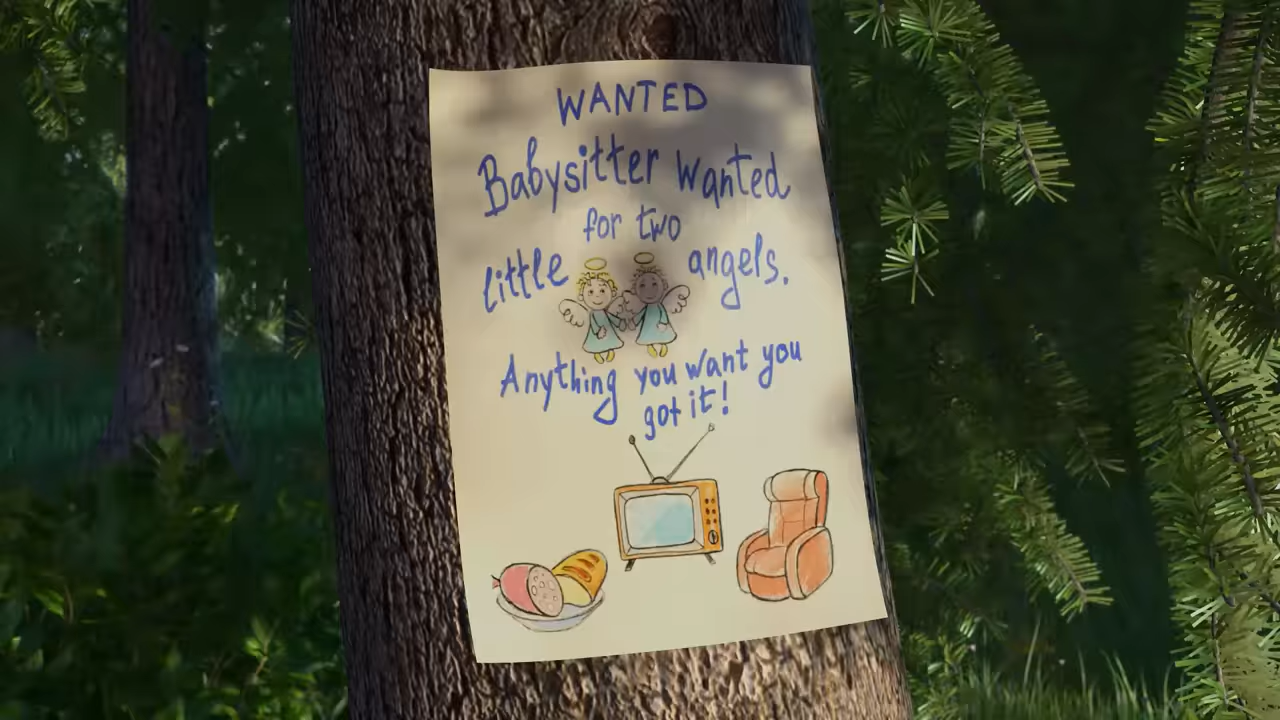 WANTED
Babysitter wanted
for two
little angels.
Anything you want you
got it!